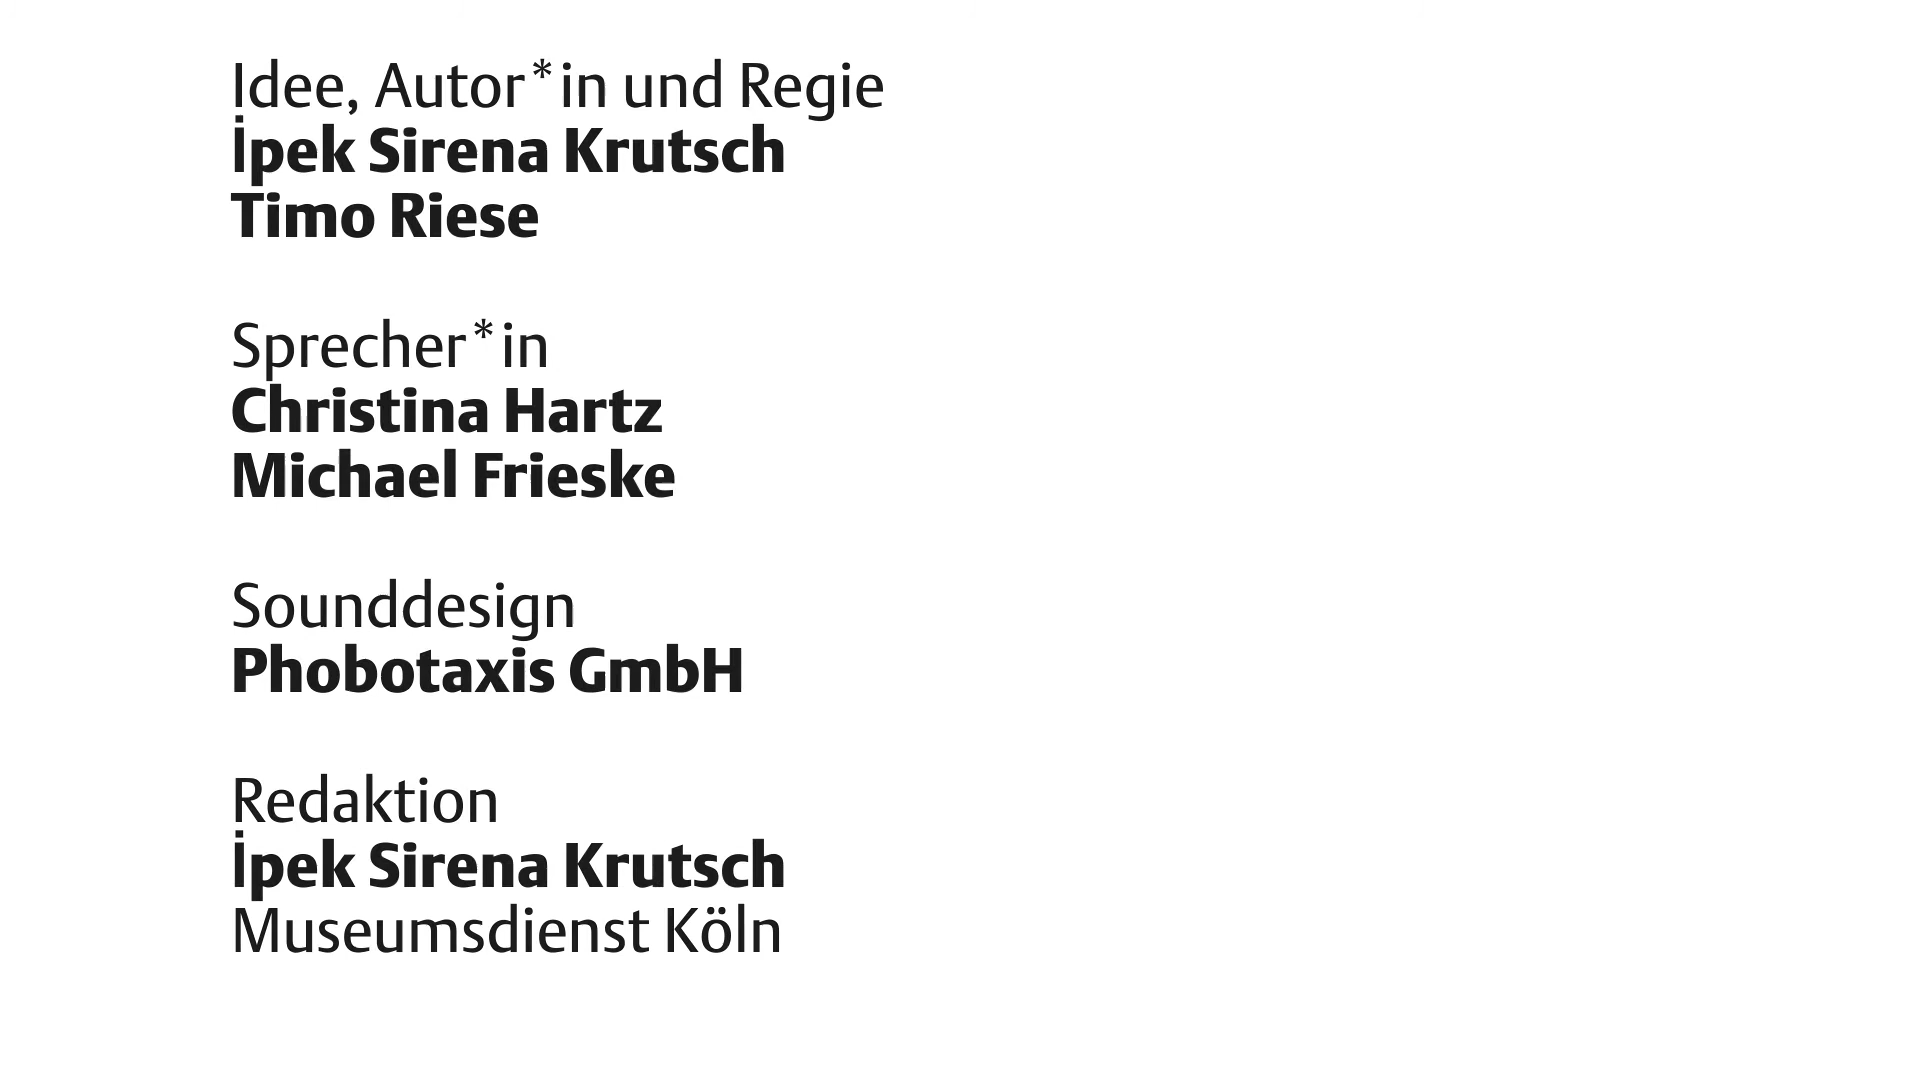 Idee, Autor*in und Regie
İpek Sirena Krutsch
Timo Riese
Sprecher*in
Christina Hartz
Michael Frieske
Sounddesign
Phobotaxis GmbH
Redaktion
İpek Sirena Krutsch
Museumsdienst Köln